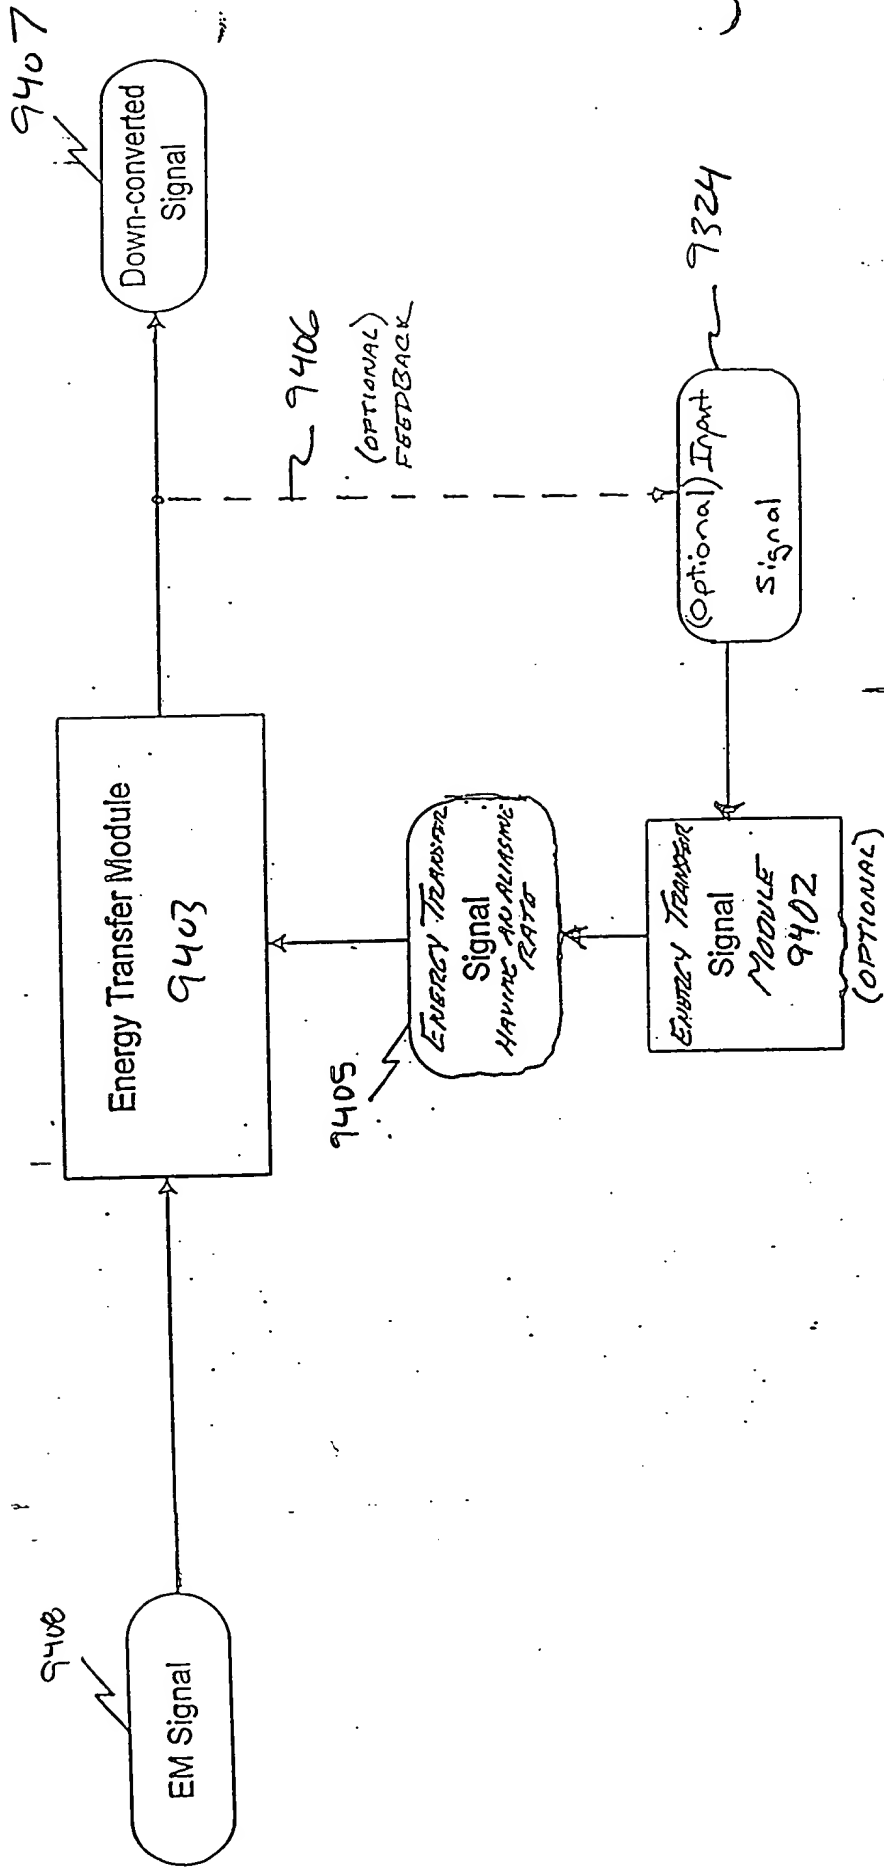 9408
EM Signal
Energy Transfer Module
9403
9407
Down-converted
Signal
9406
(OPTIONAL)
FEEDBACK
9405
ENERGY TRANSFER
Signal
HAVING AN ALIASING
RATE
ENERGY TRANSFER
Signal
MODULE
9402
(OPTIONAL)
(Optional) Input
Signal
9324